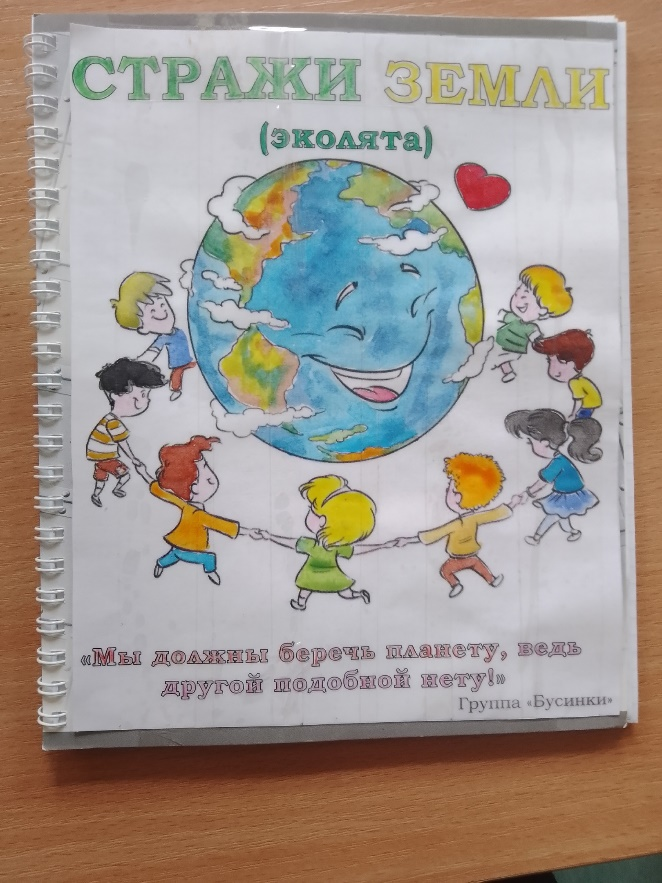 СТРАЖИ ЗЕМЛИ
(эколята)
«Мы должны беречь планету, ведь
другой подобной нету!»
Группа «Бусинки»